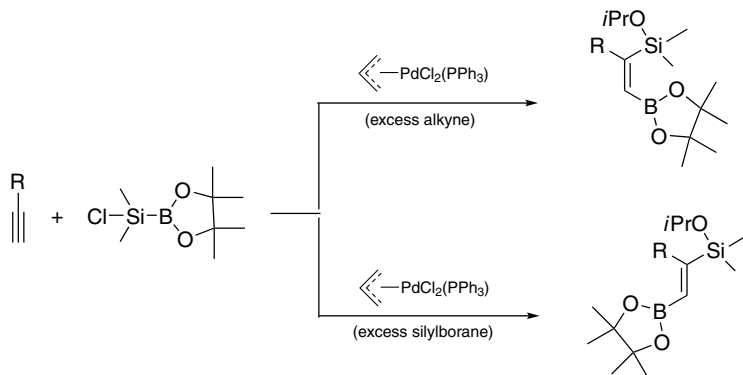 iPrO
R
Si
PdCl2(PPh3)
(excess alkyne)
B
O
O
R
+
Cl
Si
B
O
O
iPrO
R
Si
PdCl2(PPh3)
(excess silylborane)
O
B
O